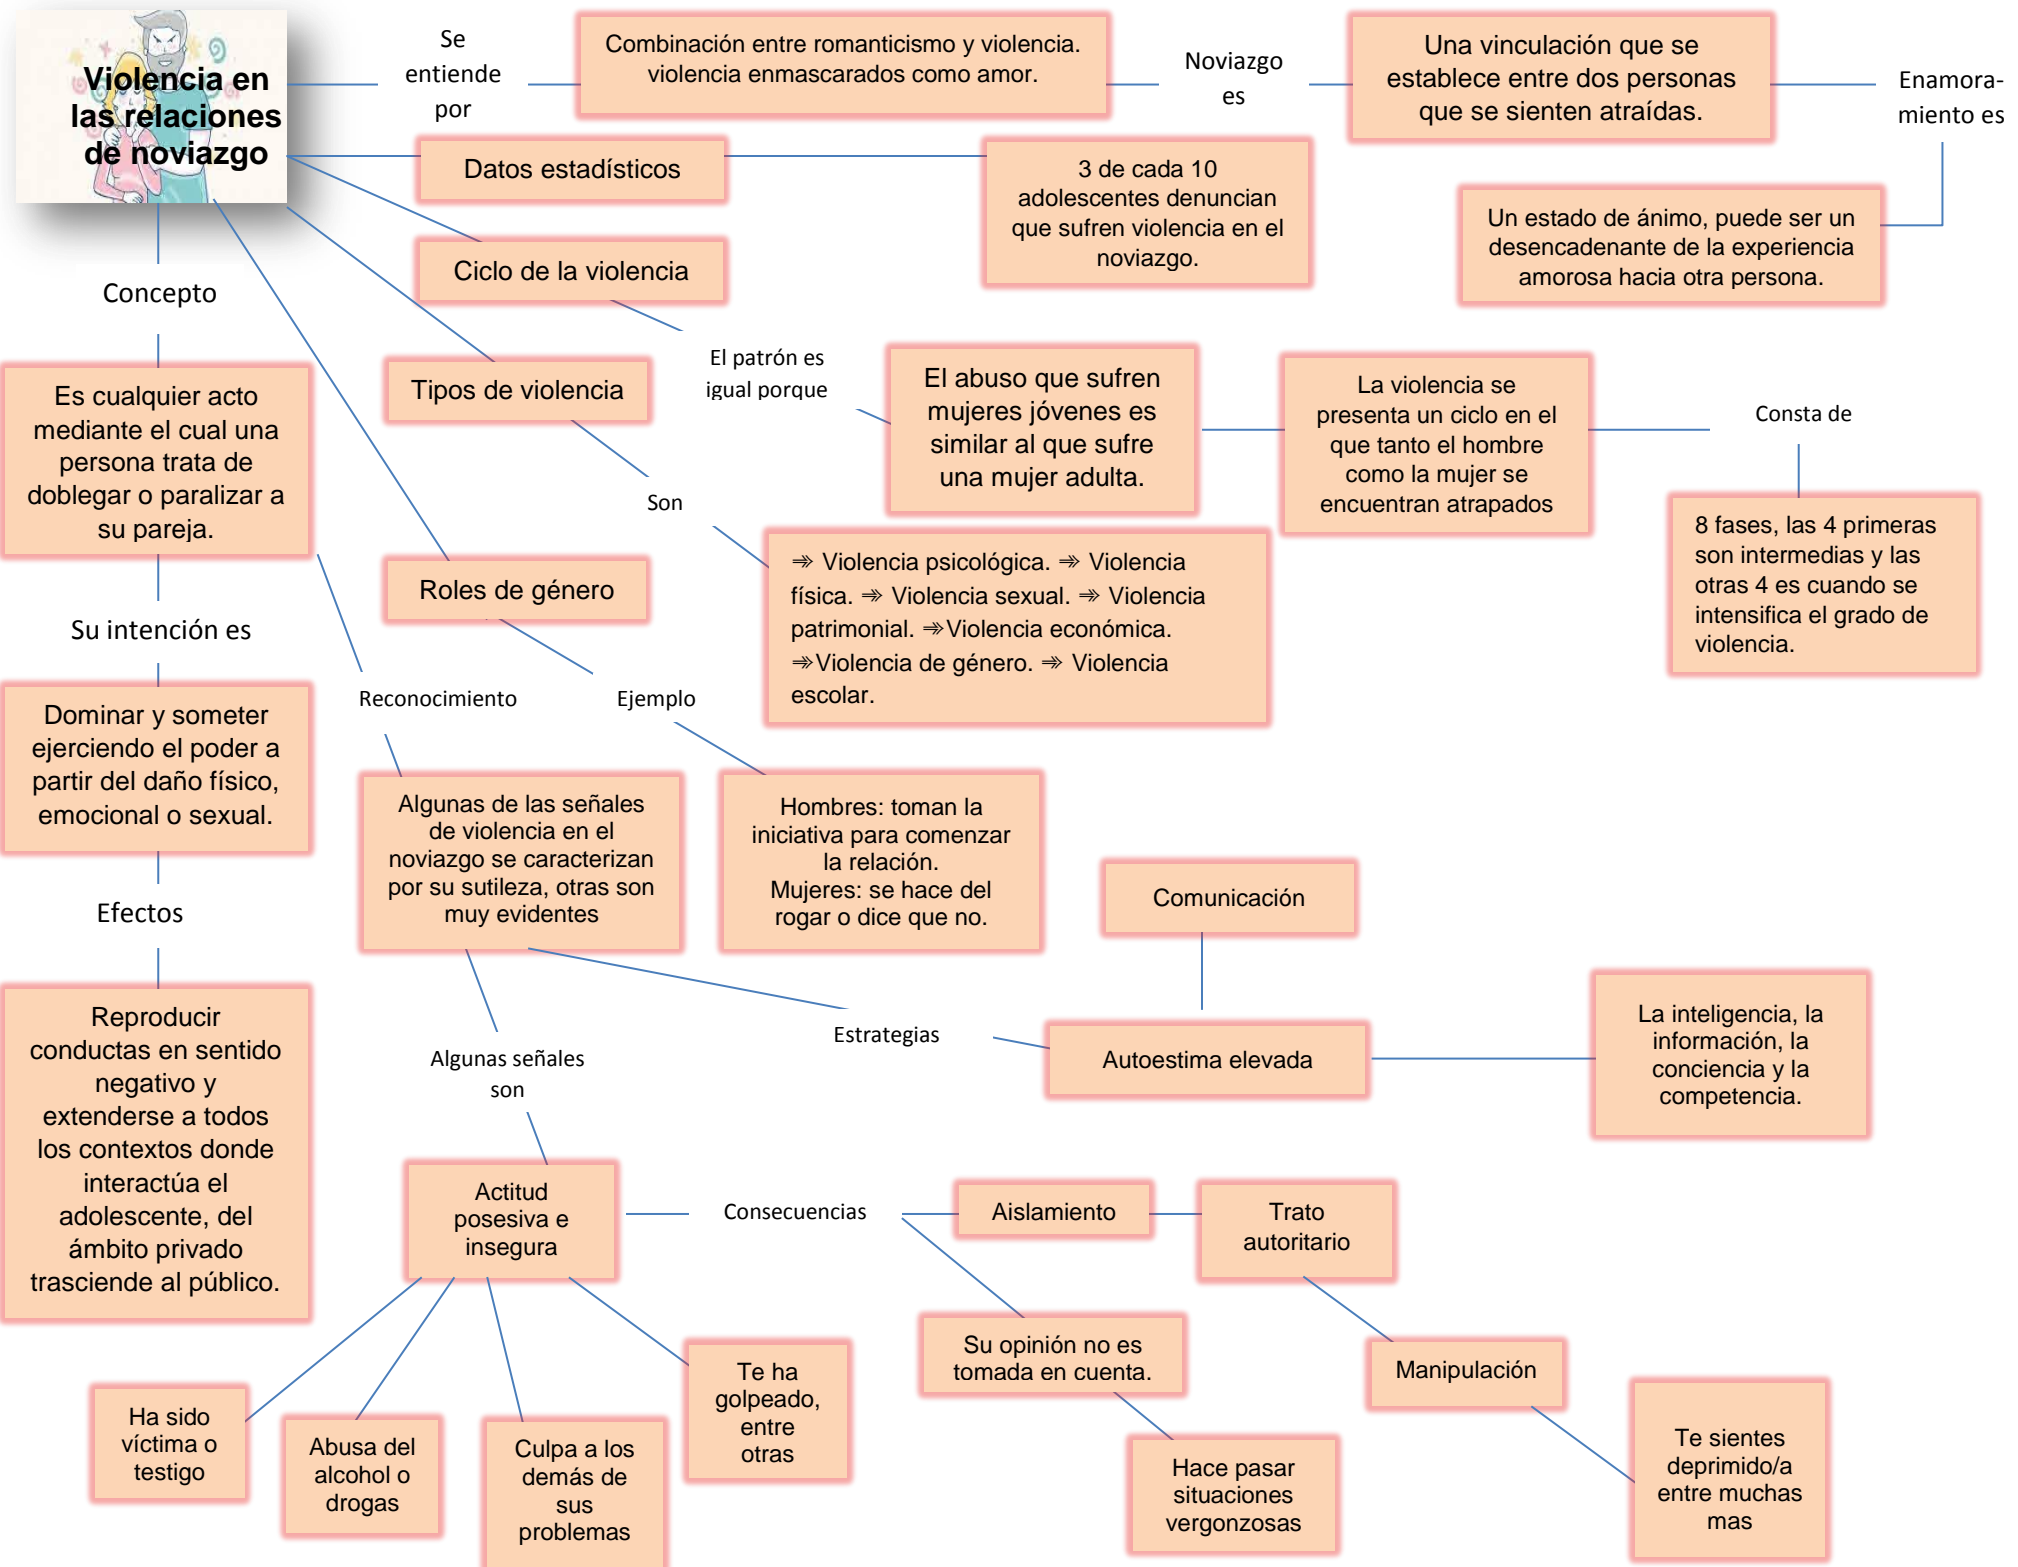 Violencia en
las relaciones
de noviazgo
Se
entiende
por
Combinación entre romanticismo y violencia.
violencia enmascarados como amor.
Noviazgo
es
Una vinculación que se
establece entre dos personas
que se sienten atraídas.
Enamora-
miento es
Un estado de ánimo, puede ser un
desencadenante de la experiencia
amorosa hacia otra persona.
Datos estadísticos
3 de cada 10
adolescentes denuncian
que sufren violencia en el
noviazgo.
Ciclo de la violencia
El patrón es
igual porque
El abuso que sufren
mujeres jóvenes es
similar al que sufre
una mujer adulta.
La violencia se
presenta un ciclo en el
que tanto el hombre
como la mujer se
encuentran atrapados
Consta de
8 fases, las 4 primeras
son intermedias y las
otras 4 es cuando se
intensifica el grado de
violencia.
Tipos de violencia
Son
⇾ Violencia psicológica. ⇾ Violencia
física. ⇾ Violencia sexual. ⇾ Violencia
patrimonial. ⇾Violencia económica.
⇾Violencia de género. ⇾ Violencia
escolar.
Roles de género
Ejemplo
Hombres: toman la
iniciativa para comenzar
la relación.
Mujeres: se hace del
rogar o dice que no.
Concepto
Es cualquier acto
mediante el cual una
persona trata de
doblegar o paralizar a
su pareja.
Su intención es
Dominar y someter
ejerciendo el poder a
partir del daño físico,
emocional o sexual.
Efectos
Reproducir
conductas en sentido
negativo y
extenderse a todos
los contextos donde
interactúa el
adolescente, del
ámbito privado
trasciende al público.
Reconocimiento
Algunas de las señales
de violencia en el
noviazgo se caracterizan
por su sutileza, otras son
muy evidentes
Estrategias
Comunicación
Autoestima elevada
La inteligencia, la
información, la
conciencia y la
competencia.
Algunas señales
son
Actitud
posesiva e
insegura
Consecuencias
Aislamiento
Trato
autoritario
Su opinión no es
tomada en cuenta.
Manipulación
Hace pasar
situaciones
vergonzosas
Te sientes
deprimido/a
entre muchas
mas
Ha sido
víctima o
testigo
Abusa del
alcohol o
drogas
Culpa a los
demás de
sus
problemas
Te ha
golpeado,
entre
otras